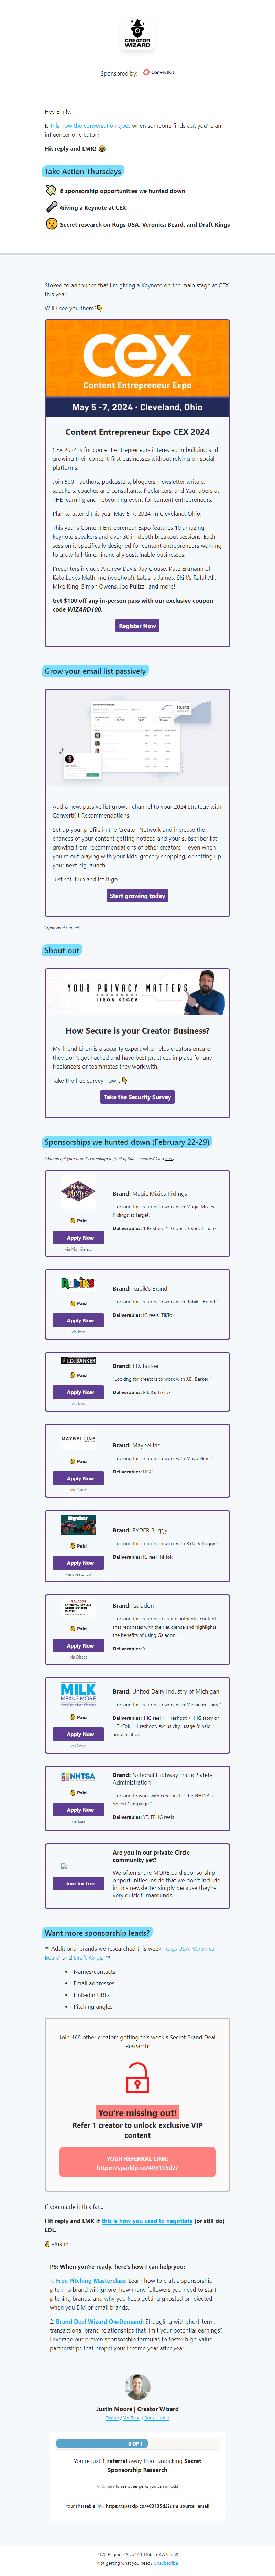 CREATOR
WIZARD
Sponsored by: ConvertKit
Hey Emily,
Is this how the conversation goes when someone finds out you're an
influencer or creator?
Hit reply and LMK! 😂
Take Action Thursdays
8 sponsorship opportunities we hunted down
Giving a Keynote at CEX
Secret research on Rugs USA, Veronica Beard, and Draft Kings
Stoked to announce that I'm giving a Keynote on the main stage at CEX
this year!
Will I see you there?👇
cex
Content Entrepreneur Expo
May 5 -7, 2024 • Cleveland, Ohio
Content Entrepreneur Expo CEX 2024
CEX 2024 is for content entrepreneurs interested in building and
growing their content-first businesses without relying on social
platforms.
Join 500+ authors, podcasters, bloggers, newsletter writers,
speakers, coaches and consultants, freelancers, and YouTubers at
THE learning and networking event for content entrepreneurs.
Plan to attend this year May 5-7, 2024, in Cleveland, Ohio.
This year's Content Entrepreneur Expo features 10 amazing
keynote speakers and over 30 in-depth breakout sessions. Each
session is specifically designed for content entrepreneurs working
to grow full-time, financially sustainable businesses.
Presenters include Andrew Davis, Jay Clouse, Kate Ertmann of
Kate Loves Math, me (woohoo!), Latasha James, Skift's Rafat Ali,
Mike King, Simon Owens, Joe Pulizzi, and more!
Get $100 off any in-person pass with our exclusive coupon
code WIZARD100.
Register Now
Grow your email list passively
Recommendations
10,512
Add a new, passive list growth channel to your 2024 strategy with
ConvertKit Recommendations.
Set up your profile in the Creator Network and increase the
chances of your content getting noticed and your subscriber list
growing from recommendations of other creators— even when
you're out playing with your kids, grocery shopping, or setting up
your next big launch.
Just set it up and let it go.
Start growing today
*Sponsored content
Shout-out
YOUR PRIVACY MATTERS
LIRON SEGEV
How Secure is your Creator Business?
My friend Liron is a security expert who helps creators ensure
they don't get hacked and have best practices in place for any
freelancers or teammates they work with.
Take the free survey now... 👇
Take the Security Survey
Sponsorships we hunted down (February 22-29)
*Wanna get your brand's campaign in front of 30K+ creators? Click here.
Magic
Mixies
💰 Paid
Apply Now
via MomSelect
Brand: Magic Mixies Pixlings
"Looking for creators to work with Magic Mixies
Pixlings at Target."
Deliverables: 1 IG story, 1 IG post, 1 social share
Rubik's
💰 Paid
Apply Now
Brand: Rubik's Brand
"Looking for creators to work with Rubik's Brand."
Deliverables: IG reels, TikTok
J.D. BARKER
💰 Paid
Apply Now
Brand: J.D. Barker
"Looking for creators to work with J.D. Barker."
Deliverables: FB, IG, TikTok
MAYBELLINE
💰 Paid
Apply Now
Brand: Maybelline
"Looking for creators to work with Maybelline."
Deliverables: UGC
Ryder
💰 Paid
Apply Now
Brand: RYDER Buggy
"Looking for creators to work with RYDER Buggy."
Deliverables: IG reel, TikTok
GALADON
💰 Paid
Apply Now
via Direct
Brand: Galadon
"Looking for creators to create authentic content
that resonates with their audience and highlights
the benefits of using Galadon."
Deliverables: YT
MILK
MEANS MORE
💰 Paid
Apply Now
via Sway
Brand: United Dairy Industry of Michigan
"Looking for creators to work with Michigan Dairy."
Deliverables: 1 IG reel + 1 reshoot + 1 IG story or
1 TikTok + 1 reshoot, exclusivity, usage & paid
amplification
NHTSA
💰 Paid
Apply Now
Brand: National Highway Traffic Safety
Administration
"Looking to work with creators for the NHTSA's
Speed Campaign."
Deliverables: YT, FB, IG reels
Join for free
Are you in our private Circle
community yet?
We often share MORE paid sponsorship
opportunities inside that we don't include
in this newsletter simply because they're
very quick turnarounds.
Want more sponsorship leads?
** Additional brands we researched this week: Rugs USA, Veronica
Beard, and Draft Kings. **
• Names/contacts
• Email addresses
• LinkedIn URLs
• Pitching angles
Join 468 other creators getting this week's Secret Brand Deal
Research:
You're missing out!
Refer 1 creator to unlock exclusive VIP
content
YOUR REFERRAL LINK:
https://sparklp.co/403135d2/
If you made it this far...
Hit reply and LMK if this is how you used to negotiate (or still do)
LOL.
-Justin
PS: When you're ready, here's how I can help you:
1. Free Pitching Masterclass: Learn how to craft a sponsorship
pitch no brand will ignore, how many followers you need to start
pitching brands, and why you keep getting ghosted or rejected
when you DM or email brands.
2. Brand Deal Wizard On-Demand: Struggling with short-term,
transactional brand relationships that limit your potential earnings?
Leverage our proven sponsorship formulas to foster high-value
partnerships that propel your income year after year.
Justin Moore | Creator Wizard
Twitter / YouTube / Book 1-on-1
0 OF 1
You're just 1 referral away from unlocking Secret
Sponsorship Research
Click here to see other perks you can unlock!
Your shareable link: https://sparklp.co/403135d2?utm_source=email
7172 Regional St. #140, Dublin, CA 94568
Not getting what you need? Unsubscribe